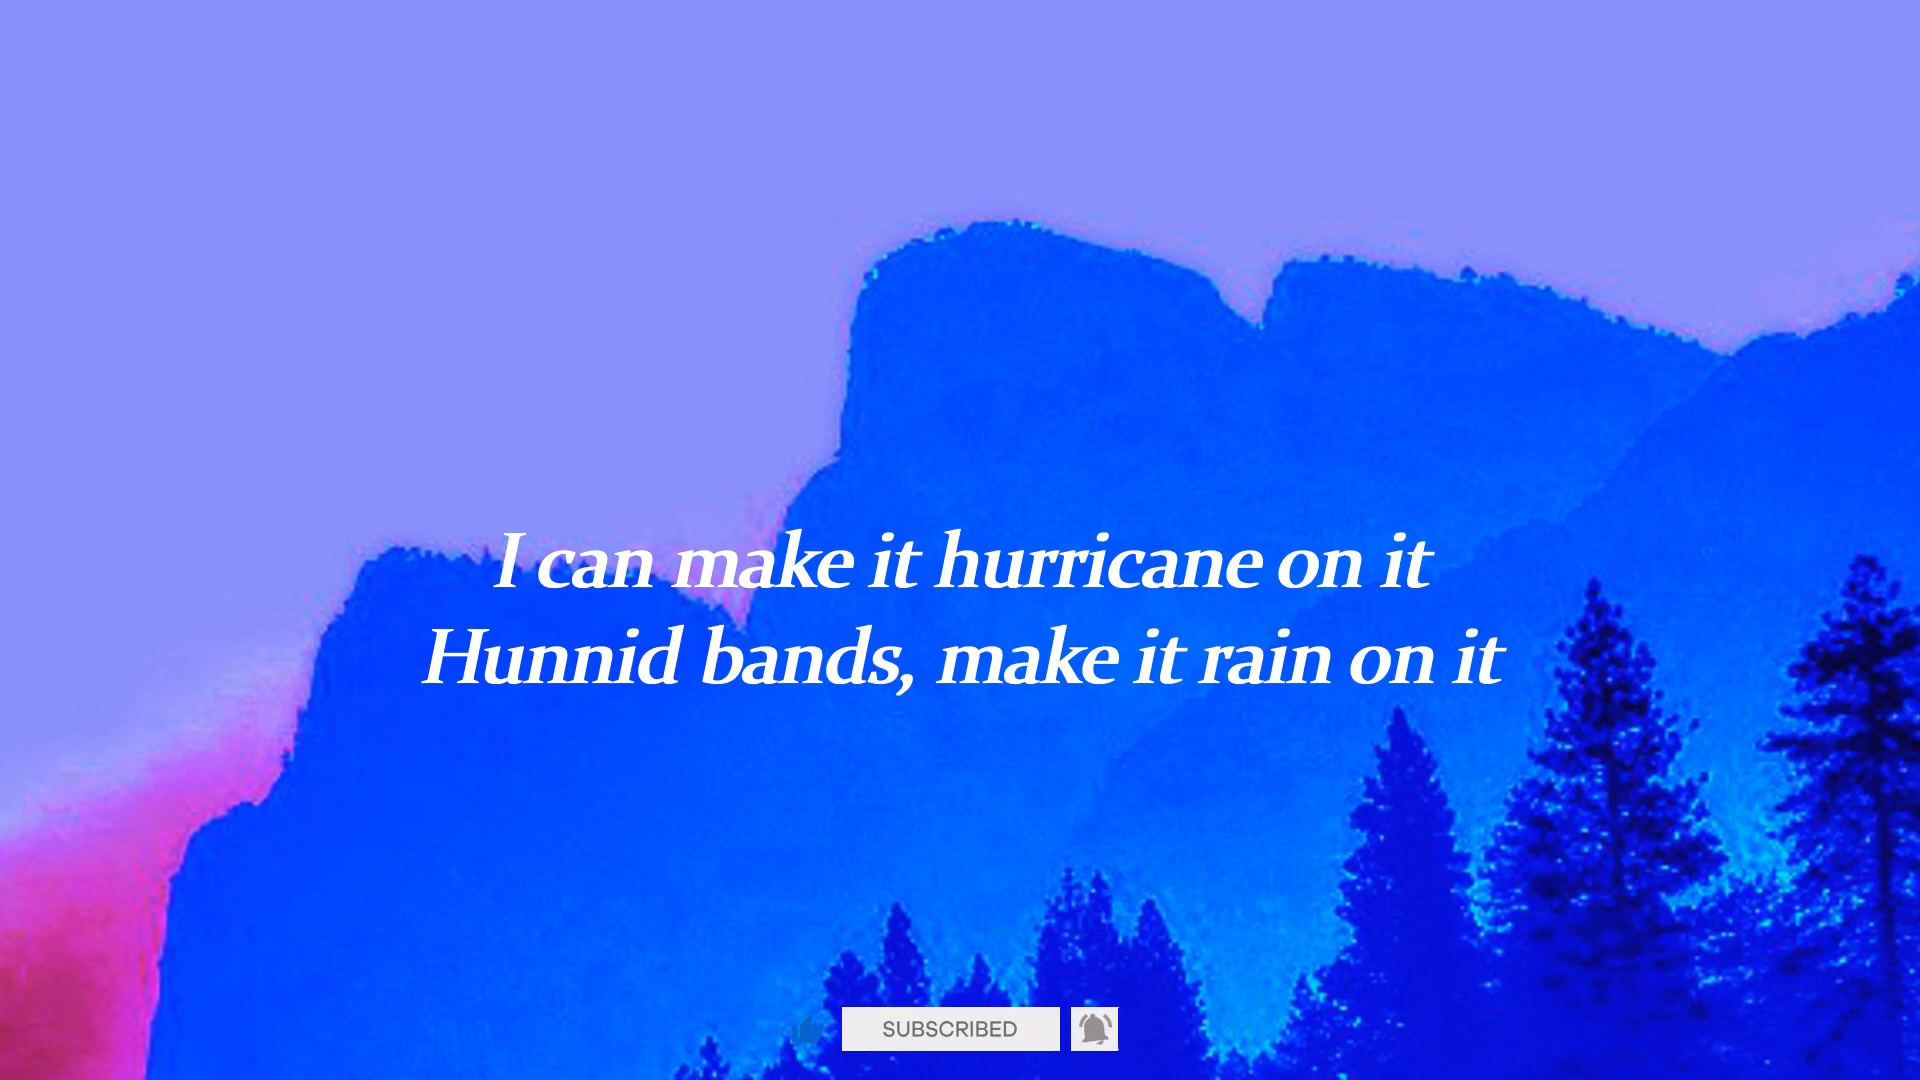 I can make it hurricane on it
Hunnid bands, make it rain on it
SUBSCRIBED